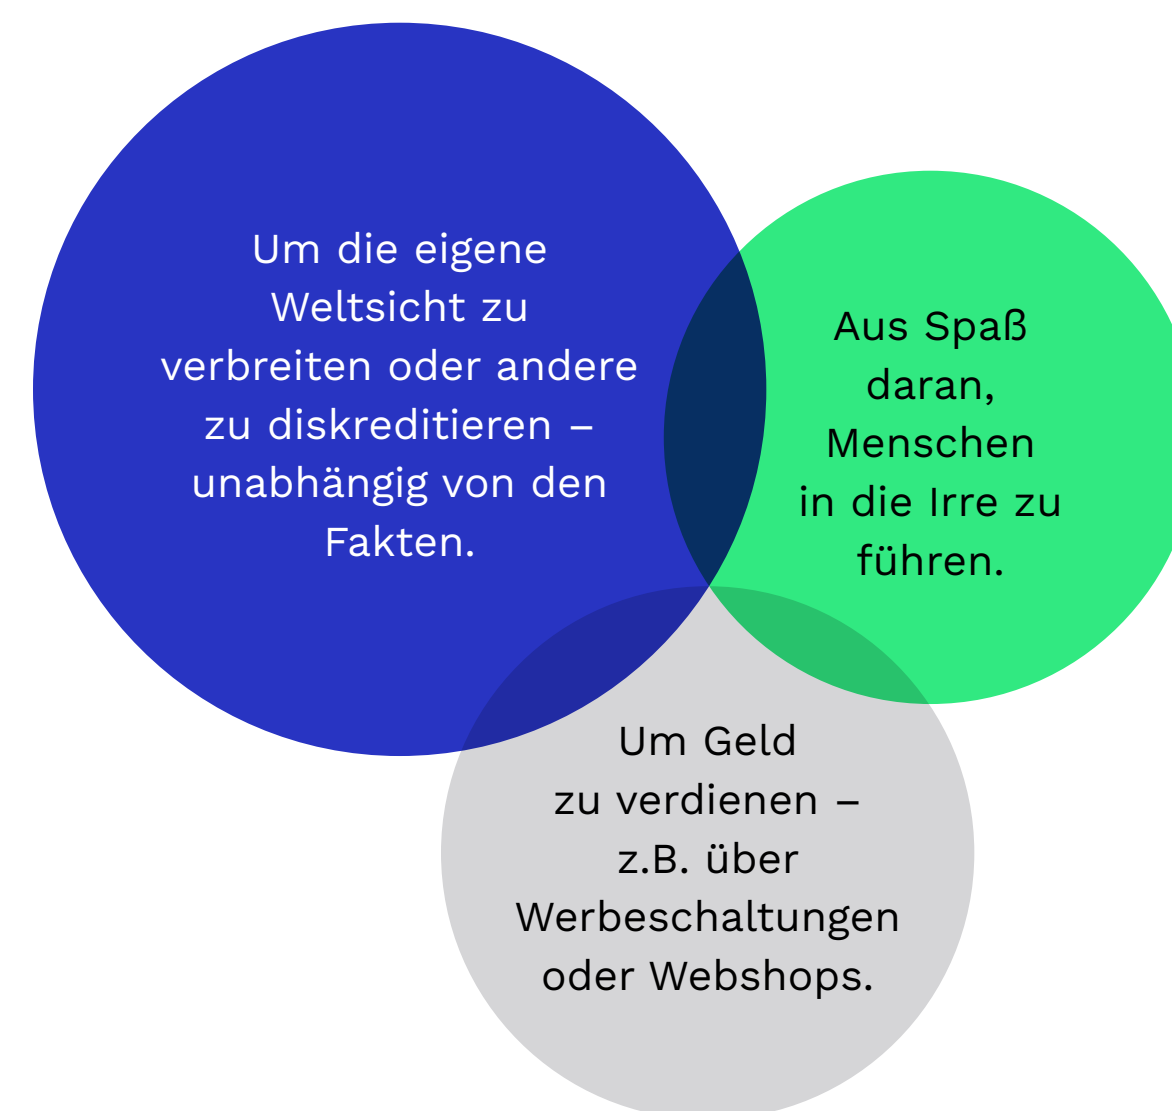 Um die eigene
Weltsicht zu
verbreiten oder andere
zu diskreditieren –
unabhängig von den
Fakten.
Aus Spaß
daran,
Menschen
in die Irre zu
führen.
Um Geld
zu verdienen –
z.B. über
Werbeschaltungen
oder Webshops.